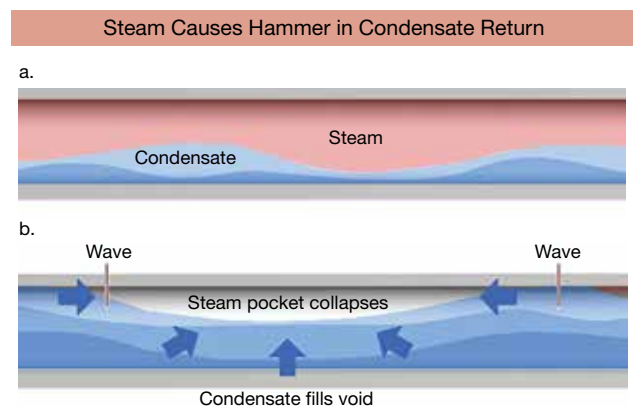 Steam Causes Hammer in Condensate Return
a.
Steam
Condensate
b.
Wave
Wave
Steam pocket collapses
Condensate fills void